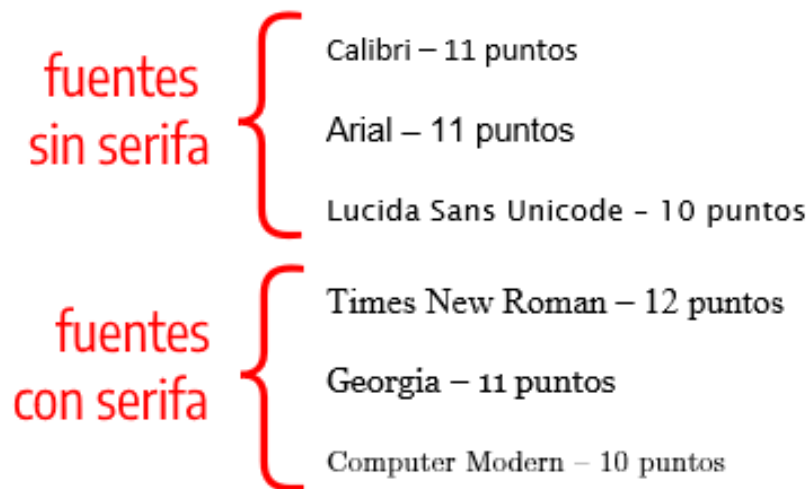 fuentes
sin serifa
Calibri – 11 puntos
Arial – 11 puntos
Lucida Sans Unicode – 10 puntos
fuentes
con serifa
Times New Roman – 12 puntos
Georgia – 11 puntos
Computer Modern – 10 puntos